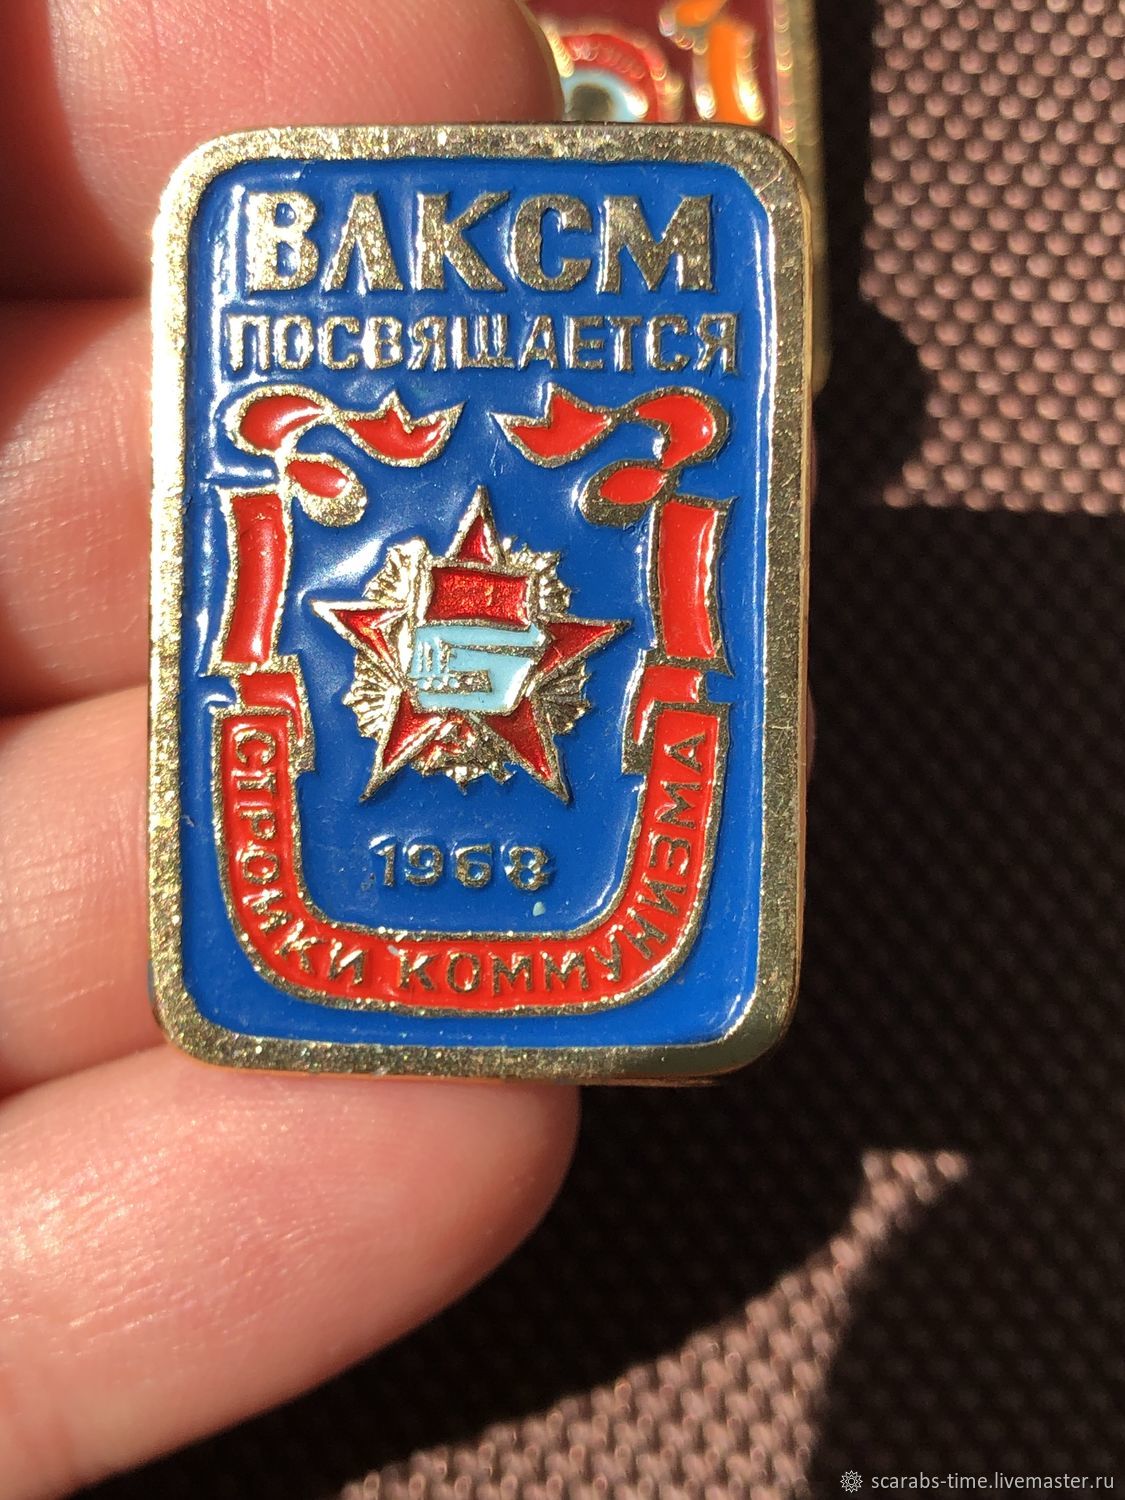 ВЛКСМ
ПОСВЯЩАЕТСЯ
1968
СТРОЙКИ КОММУНИЗМА
scarabs-time.livemaster.ru